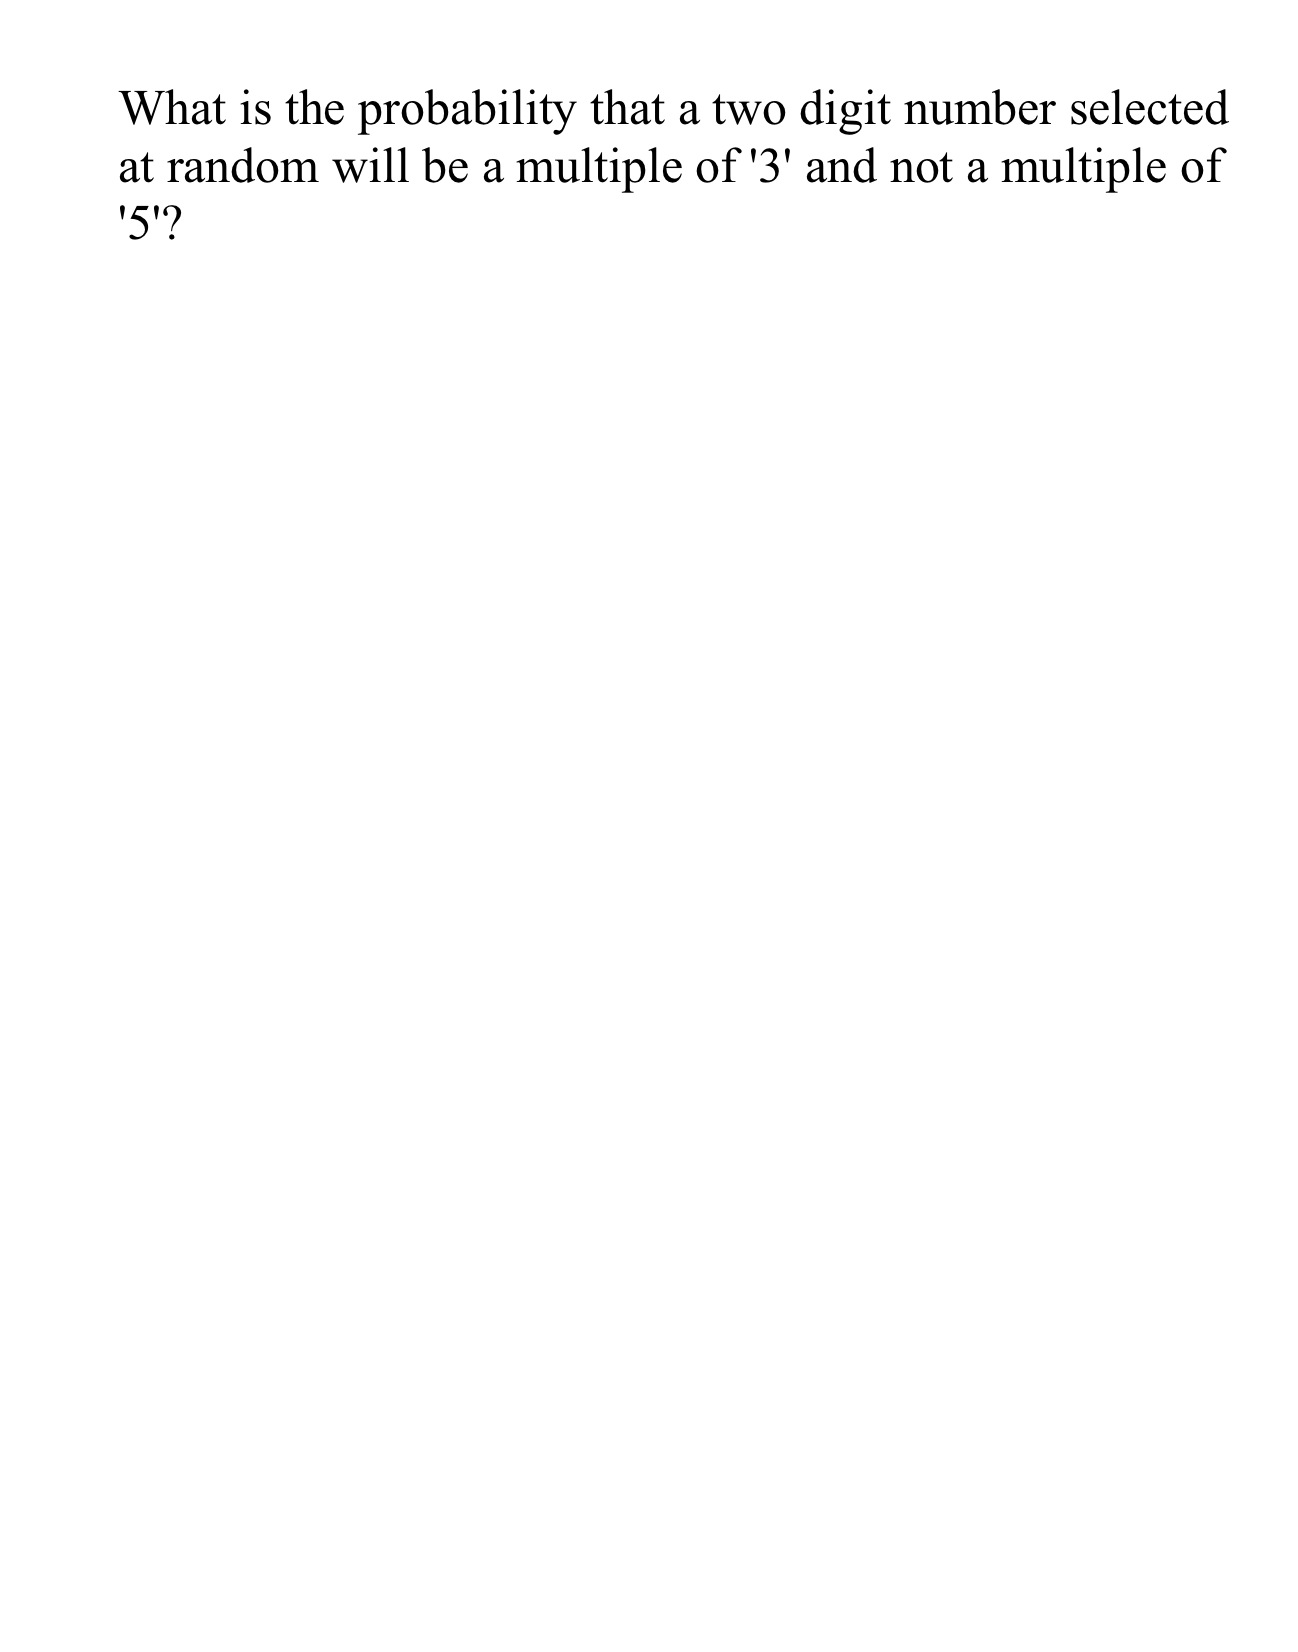 What is the probability that a two digit number selected
at random will be a multiple of '3' and not a multiple of
'5'?